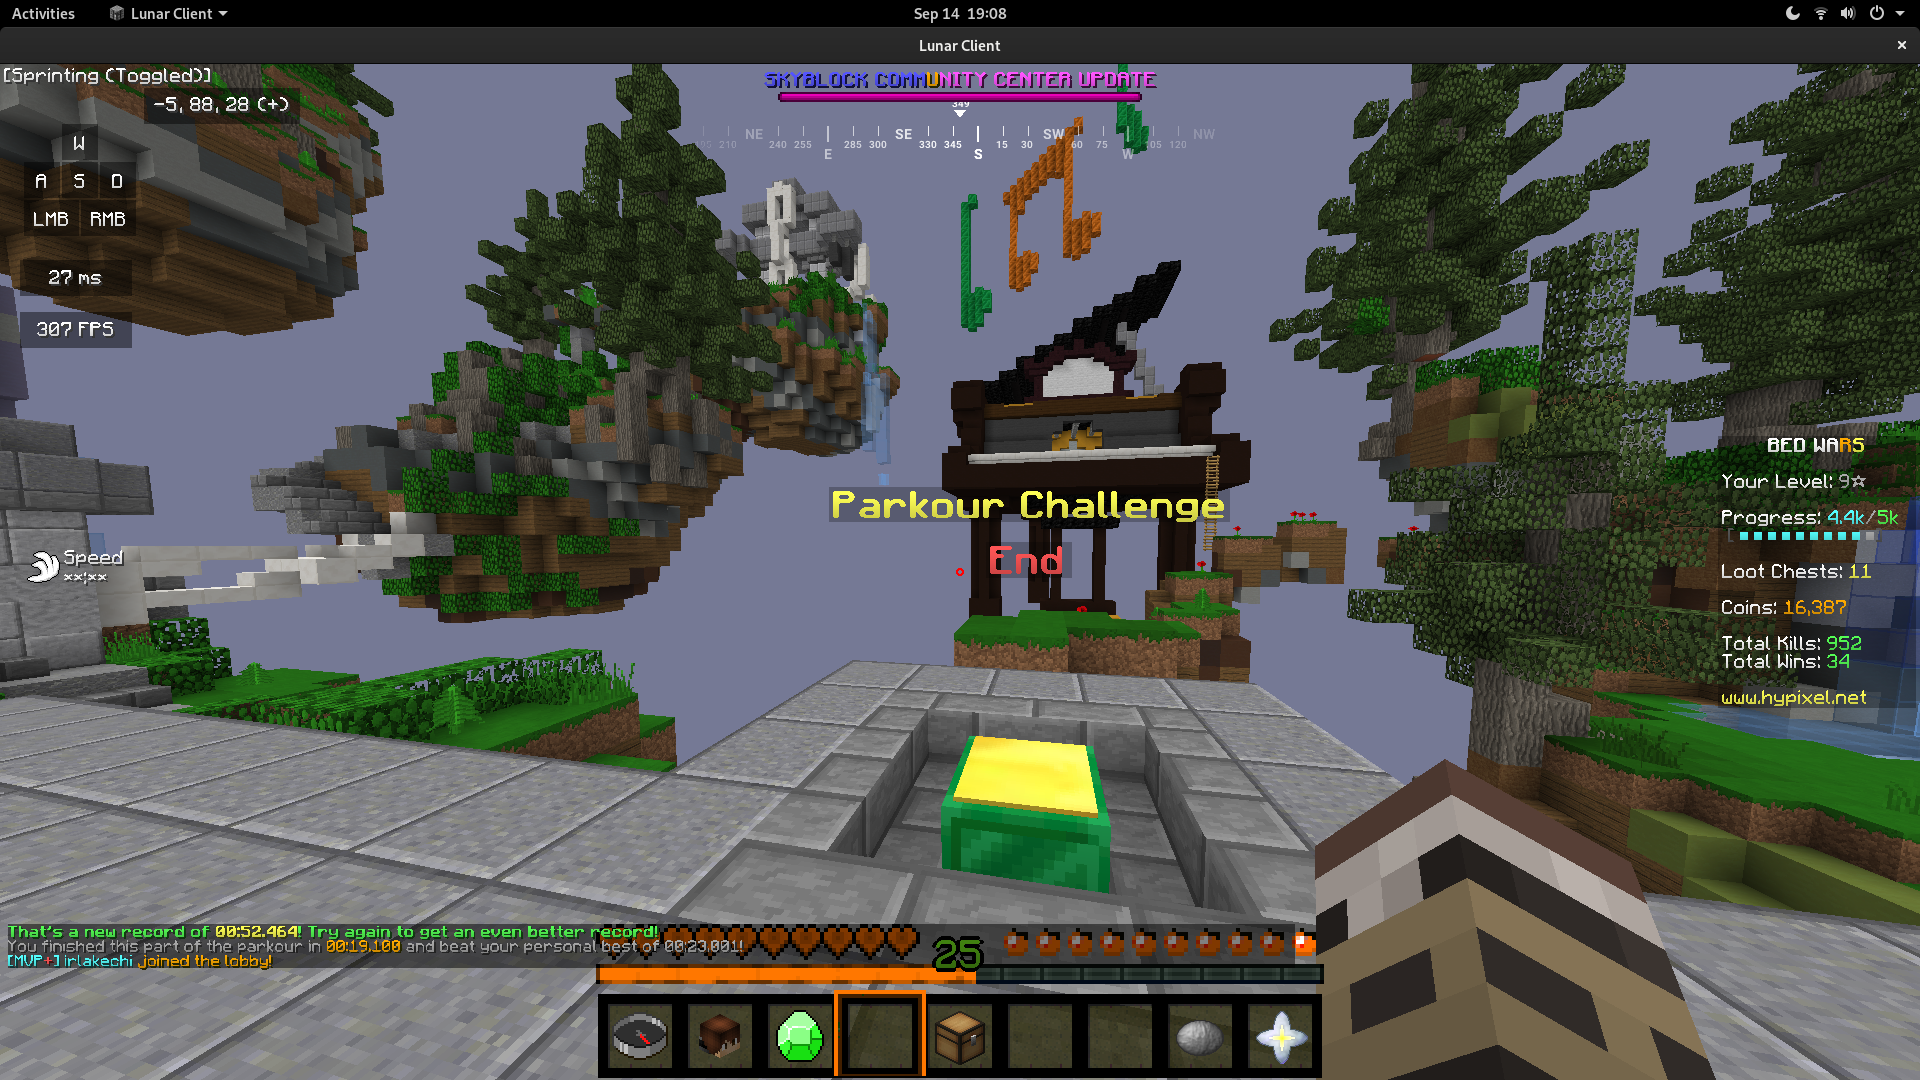 Activities
Lunar Client
Sep 14 19:08
Lunar Client
[Sprinting (Toggled)]
-5, 88, 28 (+)
W
A S D
LMB RMB
27 ms
307 FPS
SKYBLOCK COMMUNITY CENTER UPDATE
349
NE SE SW NW
210 240 255 285 300 330 345 15 30 60 75 105 120
E S W
Parkour Challenge
End
Speed
**:**
BED WARS
Your Level: 9☆
Progress: 4.4k/5k
Loot Chests: 11
Coins: 16,387
Total Kills: 952
Total Wins: 34
www.hypixel.net
That's a new record of 00:52.464! Try again to get an even better record!
You finished this part of the parkour in 00:19.100 and beat your personal best of 00:23.001!
[MVP+] irlakechi joined the lobby!
25